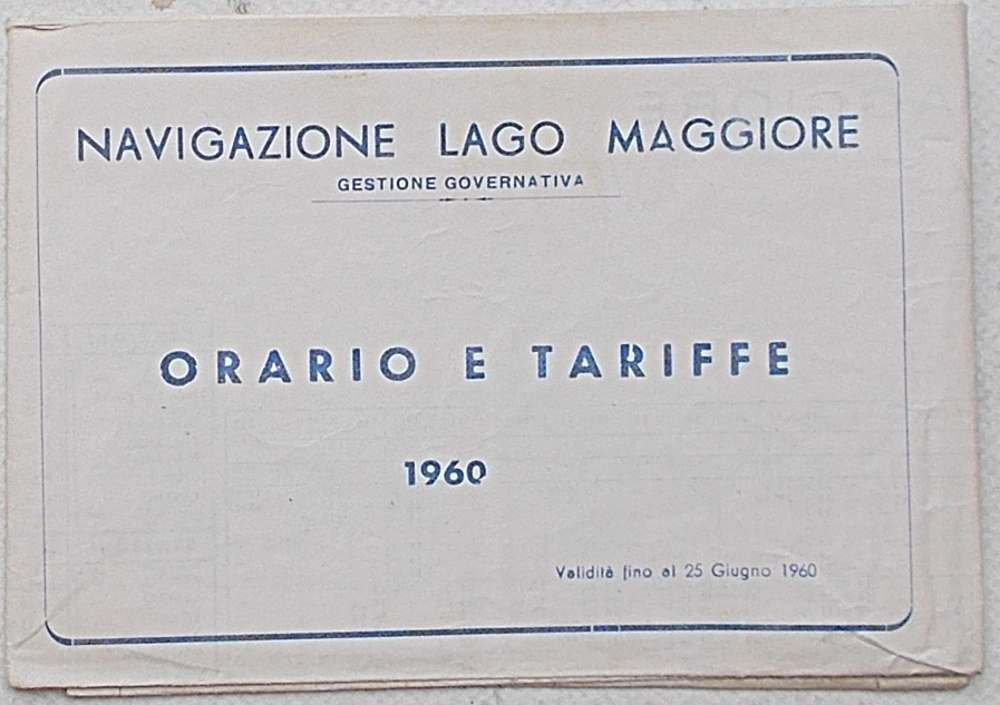 NAVIGAZIONE LAGO MAGGIORE
GESTIONE GOVERNATIVA
ORARIO E TARIFFE
1960
Validità fino al 25 Giugno 1960